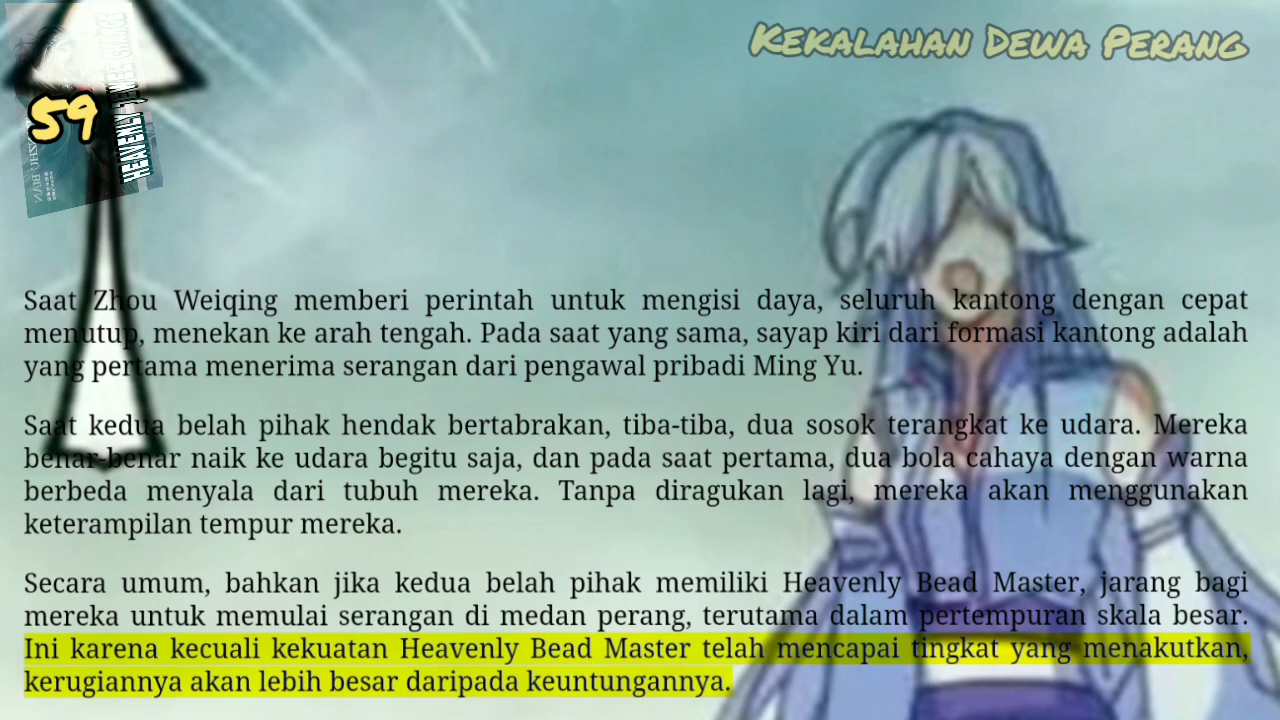 Kekalahan Dewa Perang
59
HEAVENLY JEWEL CHANGE
Saat Zhou Weiqing memberi perintah untuk mengisi daya, seluruh kantong dengan cepat
menutup, menekan ke arah tengah. Pada saat yang sama, sayap kiri dari formasi kantong adalah
yang pertama menerima serangan dari pengawal pribadi Ming Yu.
Saat kedua belah pihak hendak bertabrakan, tiba-tiba, dua sosok terangkat ke udara. Mereka
benar-benar naik ke udara begitu saja, dan pada saat pertama, dua bola cahaya dengan warna
berbeda menyala dari tubuh mereka. Tanpa diragukan lagi, mereka akan menggunakan
keterampilan tempur mereka.
Secara umum, bahkan jika kedua belah pihak memiliki Heavenly Bead Master, jarang bagi
mereka untuk memulai serangan di medan perang, terutama dalam pertempuran skala besar.
Ini karena kecuali kekuatan Heavenly Bead Master telah mencapai tingkat yang menakutkan,
kerugiannya akan lebih besar daripada keuntungannya.